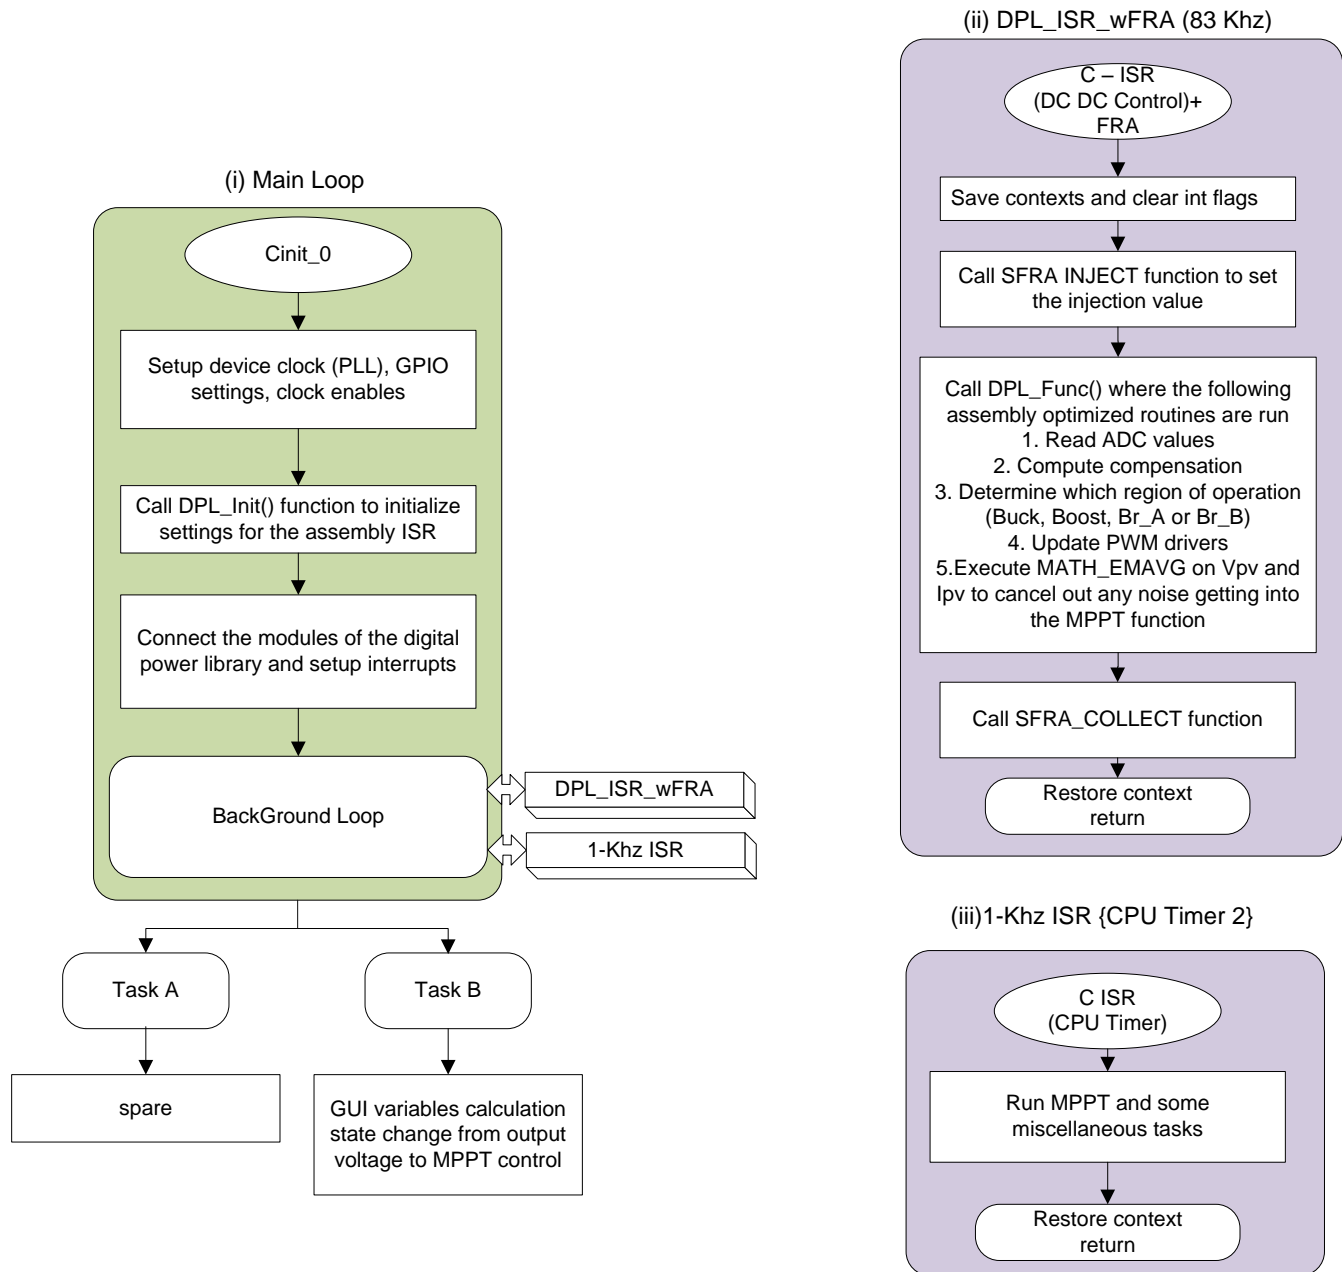 (i) Main Loop
Cinit_0
Setup device clock (PLL), GPIO
settings, clock enables
Call DPL_Init() function to initialize
settings for the assembly ISR
Connect the modules of the digital
power library and setup interrupts
BackGround Loop
DPL_ISR_wFRA
1-Khz ISR
Task A
Task B
spare
GUI variables calculation
state change from output
voltage to MPPT control
(ii) DPL_ISR_wFRA (83 Khz)
C – ISR
(DC DC Control)+
FRA
Save contexts and clear int flags
Call SFRA INJECT function to set
the injection value
Call DPL_Func() where the following
assembly optimized routines are run
1. Read ADC values
2. Compute compensation
3. Determine which region of operation
(Buck, Boost, Br_A or Br_B)
4. Update PWM drivers
5.Execute MATH_EMAVG on Vpv and
Ipv to cancel out any noise getting into
the MPPT function
Call SFRA_COLLECT function
Restore context
return
(iii)1-Khz ISR {CPU Timer 2}
C ISR
(CPU Timer)
Run MPPT and some
miscellaneous tasks
Restore context
return